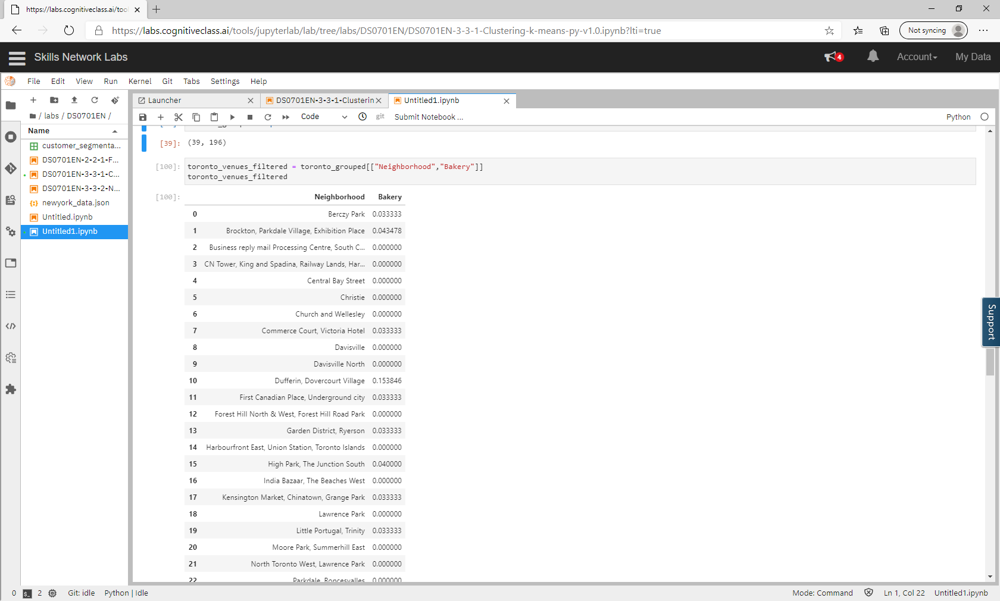 https://labs.cognitiveclass.ai/tool
https://labs.cognitiveclass.ai/tools/jupyterlab/lab/tree/labs/DS0701EN/DS0701EN-3-3-1-Clustering-k-means-py-v1.0.ipynb?lti=true
Not syncing
Skills Network Labs
4
Account
My Data
File Edit View Run Kernel Git Tabs Settings Help
Launcher
DS0701EN-3-3-1-Clusterin
Untitled1.ipynb
/ labs / DS0701EN /
Code
git
Submit Notebook ...
Python
Name
customer_segmenta...
DS0701EN-2-2-1-F...
DS0701EN-3-3-1-C...
DS0701EN-3-3-2-N...
newyork_data.json
Untitled.ipynb
Untitled1.ipynb
[39]: (39, 196)
[100]: toronto_venues_filtered = toronto_grouped[["Neighborhood","Bakery"]]
toronto_venues_filtered
[100]:
Neighborhood Bakery
0 Berczy Park 0.033333
1 Brockton, Parkdale Village, Exhibition Place 0.043478
2 Business reply mail Processing Centre, South C... 0.000000
3 CN Tower, King and Spadina, Railway Lands, Har... 0.000000
4 Central Bay Street 0.000000
5 Christie 0.000000
6 Church and Wellesley 0.000000
7 Commerce Court, Victoria Hotel 0.033333
8 Davisville 0.000000
9 Davisville North 0.000000
10 Dufferin, Dovercourt Village 0.153846
11 First Canadian Place, Underground city 0.033333
12 Forest Hill North & West, Forest Hill Road Park 0.000000
13 Garden District, Ryerson 0.033333
14 Harbourfront East, Union Station, Toronto Islands 0.000000
15 High Park, The Junction South 0.040000
16 India Bazaar, The Beaches West 0.000000
17 Kensington Market, Chinatown, Grange Park 0.033333
18 Lawrence Park 0.000000
19 Little Portugal, Trinity 0.033333
20 Moore Park, Summerhill East 0.000000
21 North Toronto West, Lawrence Park 0.000000
22 Parkdale, Roncesvalles 0.000000
Support
0
2
Git: idle
Python | Idle
Mode: Command
Ln 1, Col 22
Untitled1.ipynb